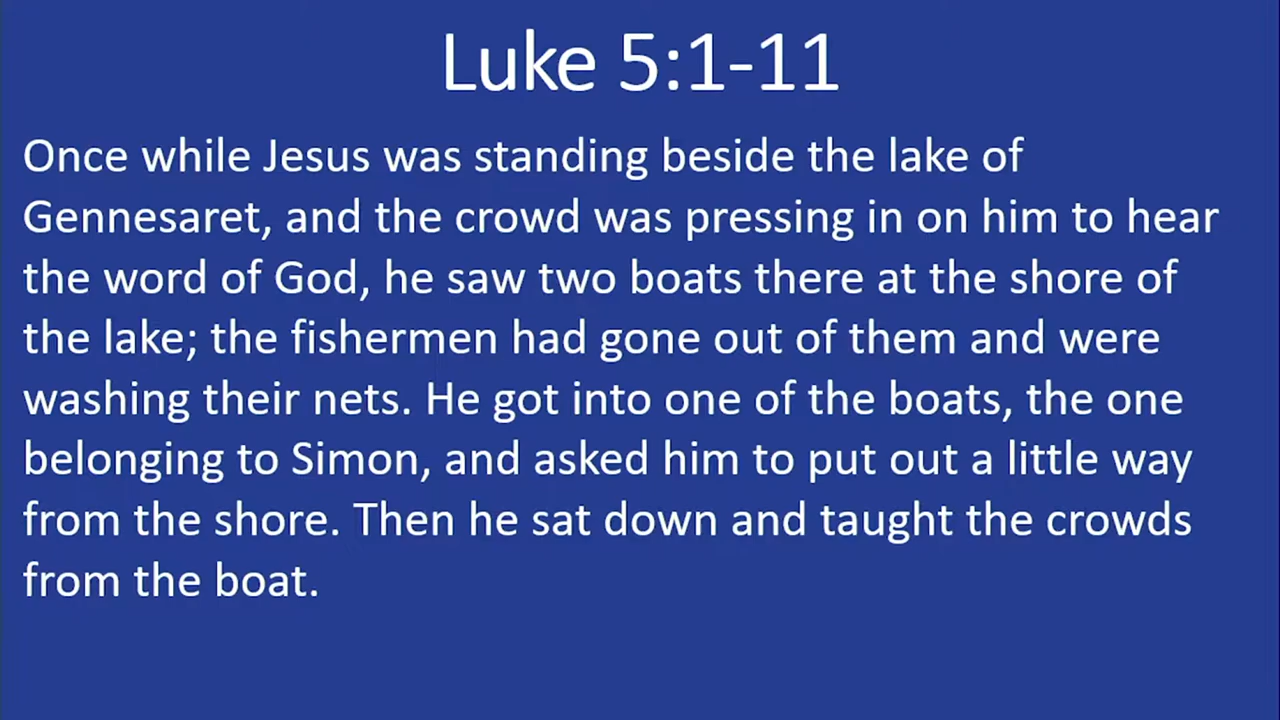 Luke 5:1-11
Once while Jesus was standing beside the lake of
Gennesaret, and the crowd was pressing in on him to hear
the word of God, he saw two boats there at the shore of
the lake; the fishermen had gone out of them and were
washing their nets. He got into one of the boats, the one
belonging to Simon, and asked him to put out a little way
from the shore. Then he sat down and taught the crowds
from the boat.